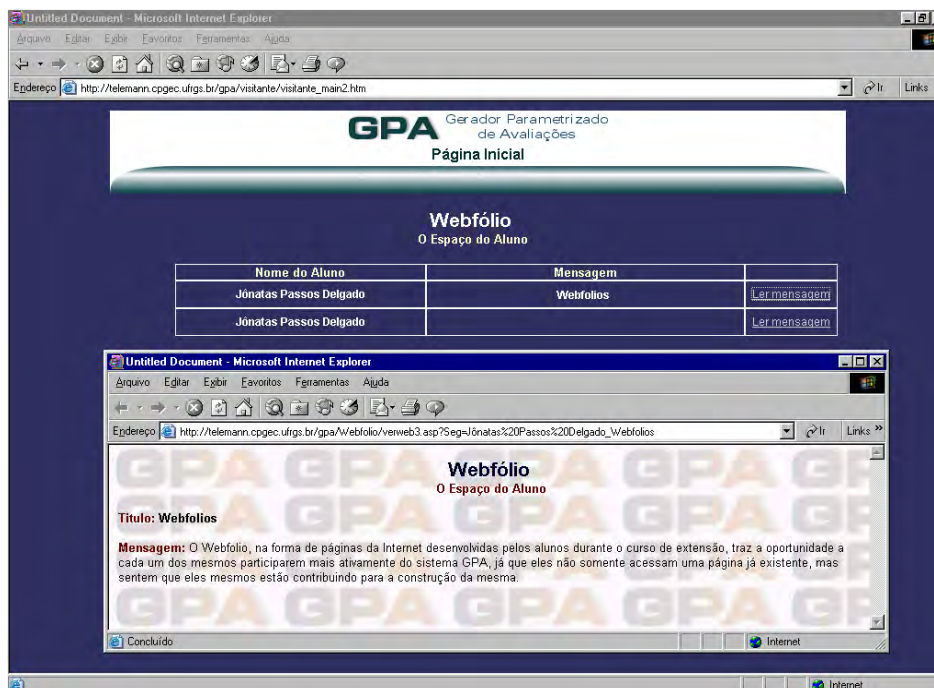 Untitled Document - Microsoft Internet Explorer
Arquivo Editar Exibir Favoritos Ferramentas Ajuda
Endereço http://telemann.cpgec.ufrgs.br/gpa/visitante/visitante_main2.htm Ir Links
GPA Gerador Parametrizado
de Avaliações
Página Inicial
Webfólio
O Espaço do Aluno
Nome do Aluno Mensagem
Jônatas Passos Delgado Webfolios Ler mensagem
Jônatas Passos Delgado Ler mensagem
Untitled Document - Microsoft Internet Explorer
Arquivo Editar Exibir Favoritos Ferramentas Ajuda
Endereço http://telemann.cpgec.ufrgs.br/gpa/Webfolio/verweb3.asp?Seg=Jônatas%20Passos%20Delgado_Webfolios Ir Links »
Webfólio
O Espaço do Aluno
Titulo: Webfolios
Mensagem: O Webfolio, na forma de páginas da Internet desenvolvidas pelos alunos durante o curso de extensão, traz a oportunidade a
cada um dos mesmos participarem mais ativamente do sistema GPA, já que eles não somente acessam uma página já existente, mas
sentem que eles mesmos estão contribuindo para a construção da mesma.
Concluído Internet
Internet